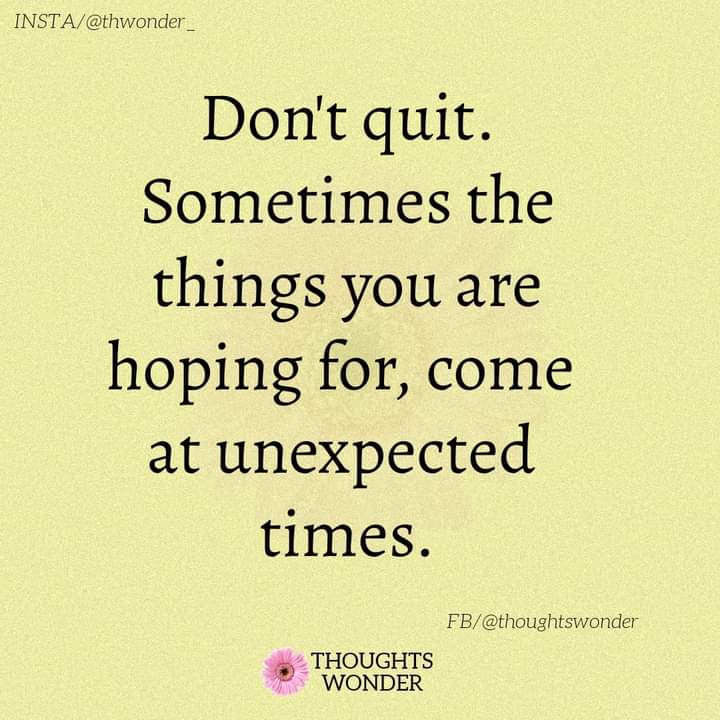 INSTA/@thwonder_
Don't quit.
Sometimes the
things you are
hoping for, come
at unexpected
times.
FB/@thoughtswonder
THOUGHTS
WONDER